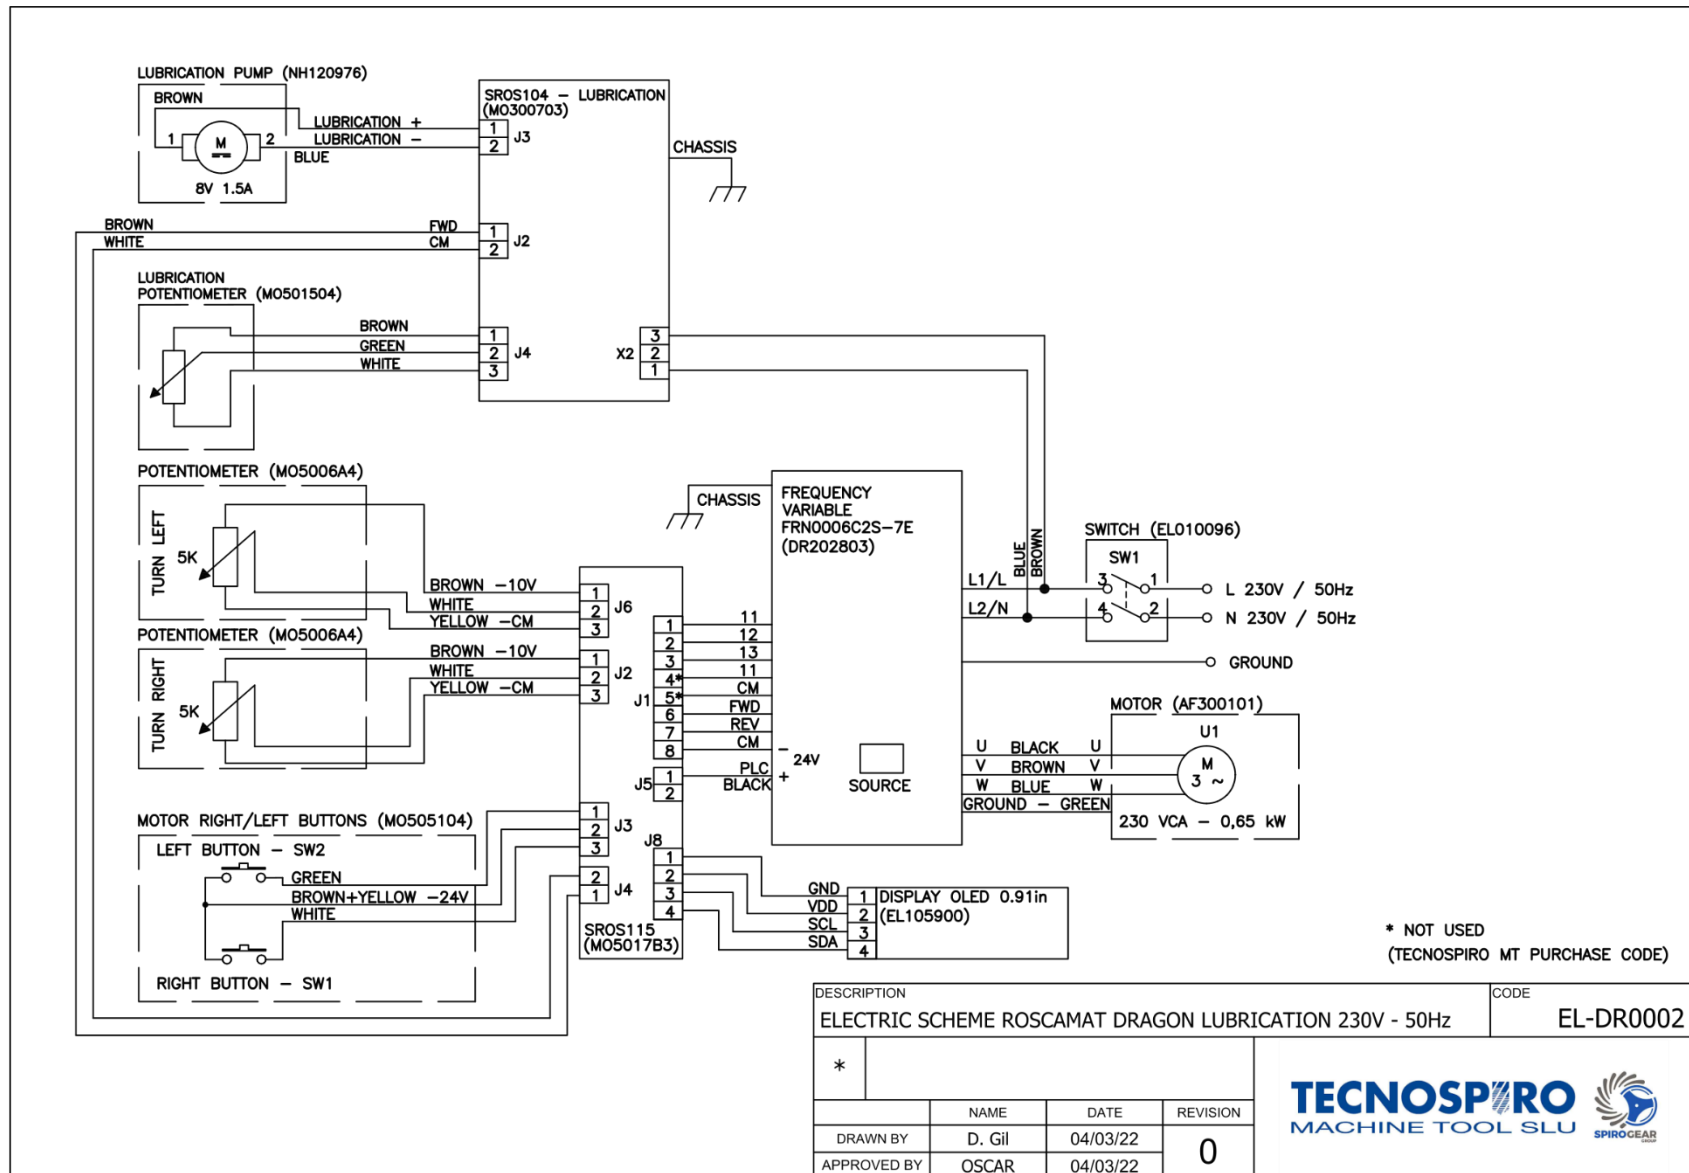 LUBRICATION PUMP (NH120976)
BROWN
LUBRICATION +
LUBRICATION -
1
M
2
BLUE
8V 1.5A
SROS104 - LUBRICATION
(MO300703)
1
2
J3
CHASSIS
BROWN
FWD
WHITE
CM
1
2
J2
LUBRICATION
POTENTIOMETER (MO501504)
BROWN
GREEN
WHITE
1
2
3
J4
X2
3
2
1
POTENTIOMETER (MO5006A4)
TURN LEFT
5K
BROWN -10V
WHITE
YELLOW -CM
1
2
3
J6
POTENTIOMETER (MO5006A4)
TURN RIGHT
5K
BROWN -10V
WHITE
YELLOW -CM
1
2
3
J2
J1
1
2
3
4*
5*
6
7
8
11
12
13
11
CM
FWD
REV
CM
J5
1
2
PLC
BLACK
-
24V
+
CHASSIS
FREQUENCY
VARIABLE
FRN0006C2S-7E
(DR202803)
SOURCE
L1/L
L2/N
BLUE
BROWN
SWITCH (EL010096)
SW1
3
1
4
2
L 230V / 50Hz
N 230V / 50Hz
GROUND
MOTOR (AF300101)
U1
M
3 ~
U BLACK U
V BROWN V
W BLUE W
GROUND - GREEN
230 VCA - 0,65 kW
MOTOR RIGHT/LEFT BUTTONS (MO505104)
LEFT BUTTON - SW2
GREEN
BROWN+YELLOW -24V
WHITE
RIGHT BUTTON - SW1
1
2
3
J3
2
1
J4
J8
1
2
3
4
SROS115
(MO5017B3)
GND
VDD
SCL
SDA
1
2
3
4
DISPLAY OLED 0.91in
(EL105900)
* NOT USED
(TECNOSPIRO MT PURCHASE CODE)
DESCRIPTION
ELECTRIC SCHEME ROSCAMAT DRAGON LUBRICATION 230V - 50Hz
CODE
EL-DR0002
*
NAME DATE REVISION
DRAWN BY D. Gil 04/03/22
0
APPROVED BY OSCAR 04/03/22
TECNOSPIRO
MACHINE TOOL SLU
SPIROGEAR
GROUP